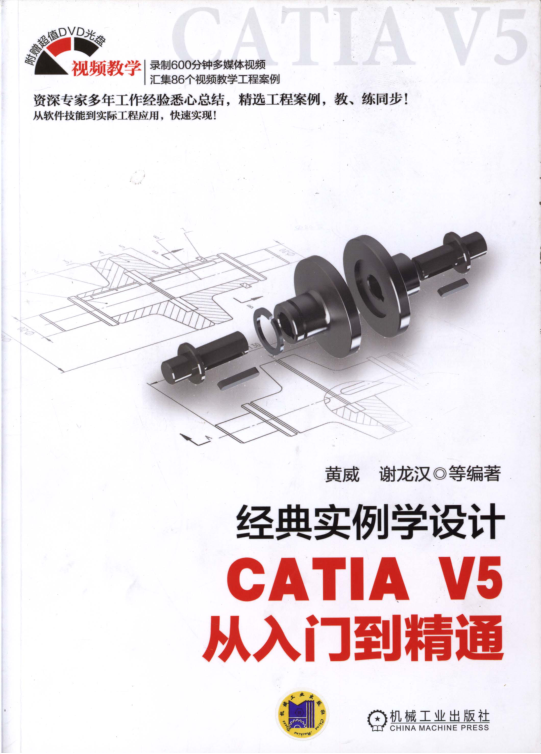 CATIA V5
附赠超值DVD光盘
视频教学
录制600分钟多媒体视频
汇集86个视频教学工程案例
资深专家多年工作经验悉心总结，精选工程案例，教、练同步！
从软件技能到实际工程应用，快速实现！
黄威 谢龙汉◎等编著
经典实例学设计
CATIA V5
从入门到精通
机械工业出版社
CHINA MACHINE PRESS